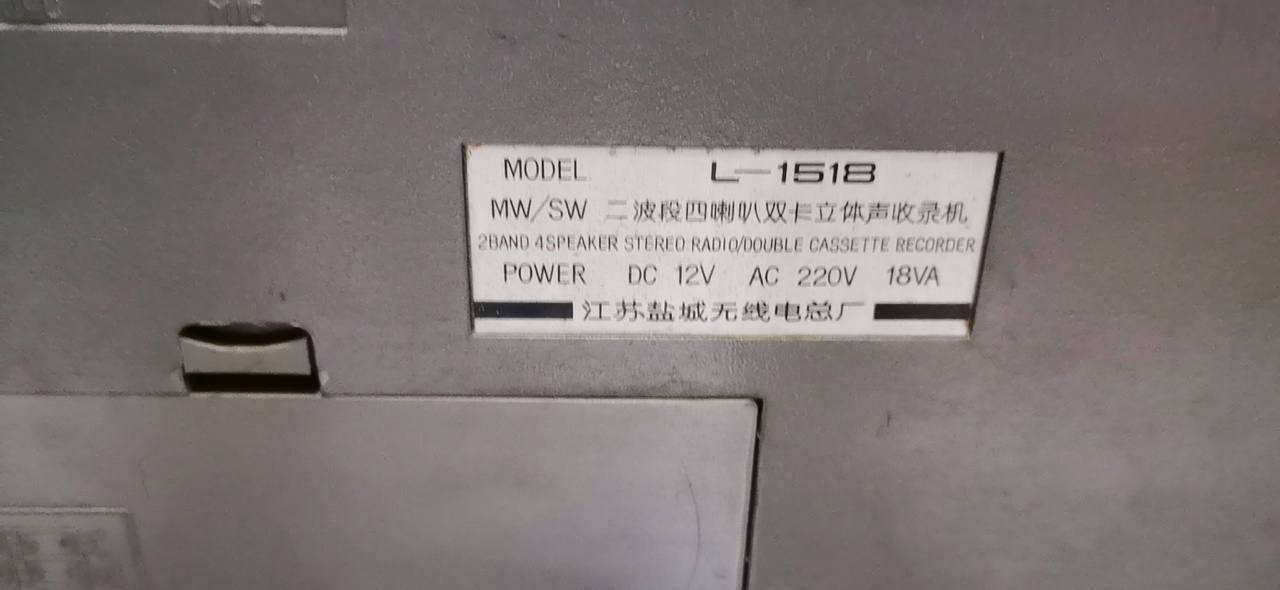 MODEL L-1518
MW/SW 二波段四喇叭双卡立体声收录机
2BAND 4SPEAKER STEREO RADIO/DOUBLE CASSETTE RECORDER
POWER DC 12V AC 220V 18VA
江苏盐城无线电总厂